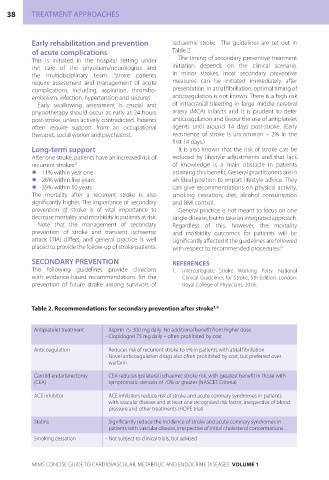 38 TREATMENT APPROACHES
Early rehabilitation and prevention
of acute complications
This is initiated in the hospital setting under
the care of the physicians/neurologists and
the multidisciplinary team. Stroke patients
require assessment and management of acute
complications, including, aspiration, thrombo-
embolism, infection, hypertension and seizures
Early swallowing assessment is crucial and
physiotherapy should occur as early as 24 hours
post-stroke, unless actively contradicted. Patients
often require support from an occupational
therapist, social worker and psychiatrist.
Long-term support
After one stroke, patients have an increased risk of
recurrent strokes:
11% within year one
26% within five years
39% within 10 years
The mortality after a recurrent stroke is also
significantly higher. The importance of secondary
prevention of stroke is of vital importance to
decrease mortality and morbidity in patients at risk.
Note that the management of secondary
prevention of stroke and transient ischaemic
attack (TIA) differs, and general practice is well
placed to provide the follow-up of stroke patients.
SECONDARY PREVENTION
The following guidelines provide clinicians
with evidence-based recommendations for the
prevention of future stroke among survivors of
ischaemic stroke. The guidelines are set out in
Table 2.
The timing of secondary preventive treatment
initiation depends on the clinical scenario.
In minor strokes, most secondary preventive
measures can be initiated immediately after
presentation. In atrial fibrillation, optimal timing of
anticoagulation is not known. There is a high risk
of intracranial bleeding in large middle cerebral
artery (MCA) infarcts and it is prudent to defer
anticoagulation and favour the use of antiplatelet
agents until around 14 days post-stroke. Early
recurrence of stroke is uncommon – 2% in the
first 14 days.
It is also known that the risk of stroke can be
reduced by lifestyle adjustments and that lack
of knowledge is a main obstacle in patients
attaining this benefit. General practitioners are in
an ideal position to impart lifestyle advice. They
can give recommendations on physical activity,
smoking cessation, diet, alcohol consumption
and BMI control.
General practice is not meant to focus on one
single disease, but to take an integrated approach.
Regardless of this, however, the mortality
and morbidity outcomes for patients will be
significantly affected if the guidelines are followed
with respect to recommended procedures.
REFERENCES
1. Intercollegiate Stroke Working Party. National
Clinical Guidelines for Stroke, 5th Edition. London:
Royal College of Physicians, 2016.
Table 2. Recommendations for secondary prevention after stroke
Antiplatelet treatment - Aspirin 75-300 mg daily. No additional benefit from higher dose
- Clopidogrel 75 mg daily – often prohibited by cost
Anticoagulation - Reduces risk of recurrent stroke to 5% in patients with atrial fibrillation
- Novel anticoagulation drugs also often prohibited by cost, but preferred over
warfarin
Carotid endarterectomy - CEA reduces ipsilateral ischaemic stroke risk, with greatest benefit in those with
(CEA) symptomatic stenosis of 70% or greater (NASCET Criteria)
ACE inhibitor - ACE inhibitors reduce risk of stroke and acute coronary syndromes in patients
with vascular disease and at least one recognised risk factor, irrespective of blood
pressure and other treatments (HOPE trial)
Statins - Significantly reduce the incidence of stroke and acute coronary syndromes in
patients with vascular disease, irrespective of initial cholesterol concentrations
Smoking cessation - Not subject to clinical trials, but advised
MIMS CONCISE GUIDE TO CARDIOVASCULAR, METABOLIC AND ENDOCRINE DISEASES VOLUME 1